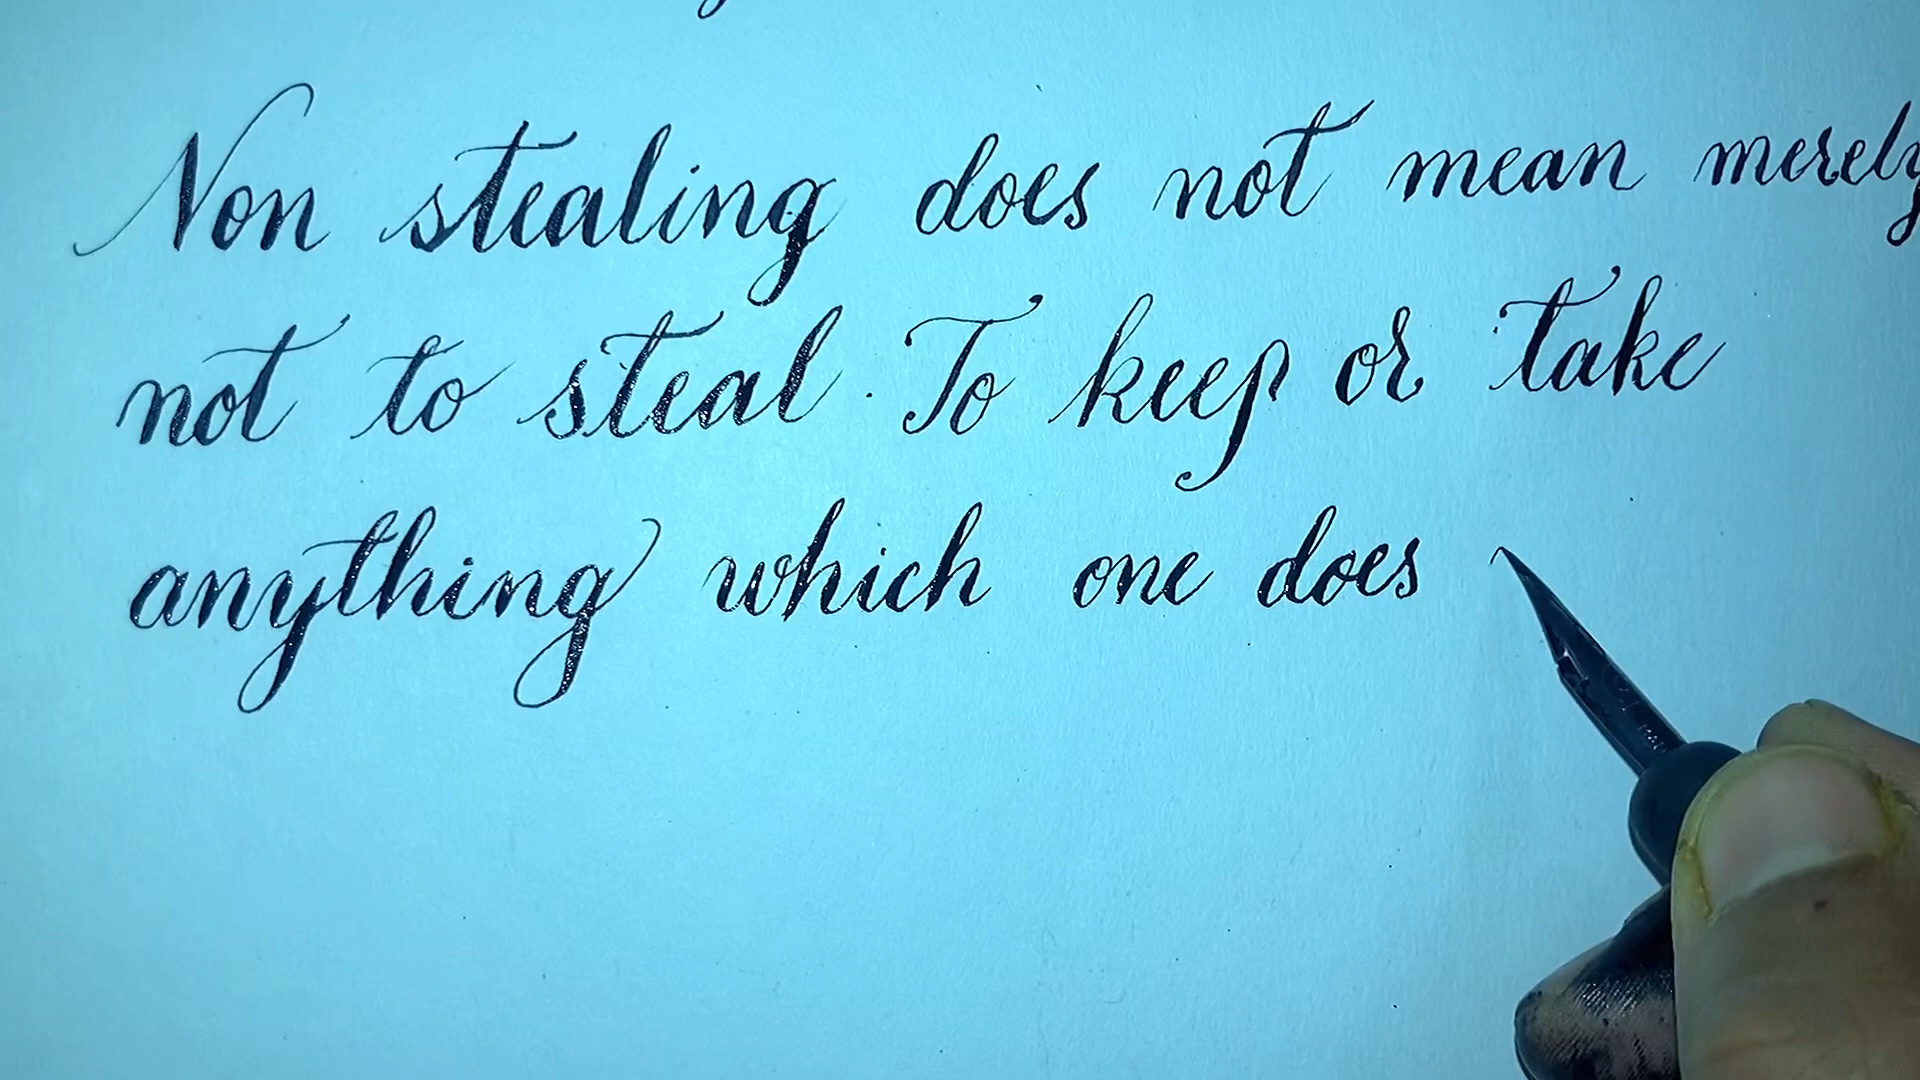 Non stealing does not mean merely
not to steal. To keep or take
anything which one does